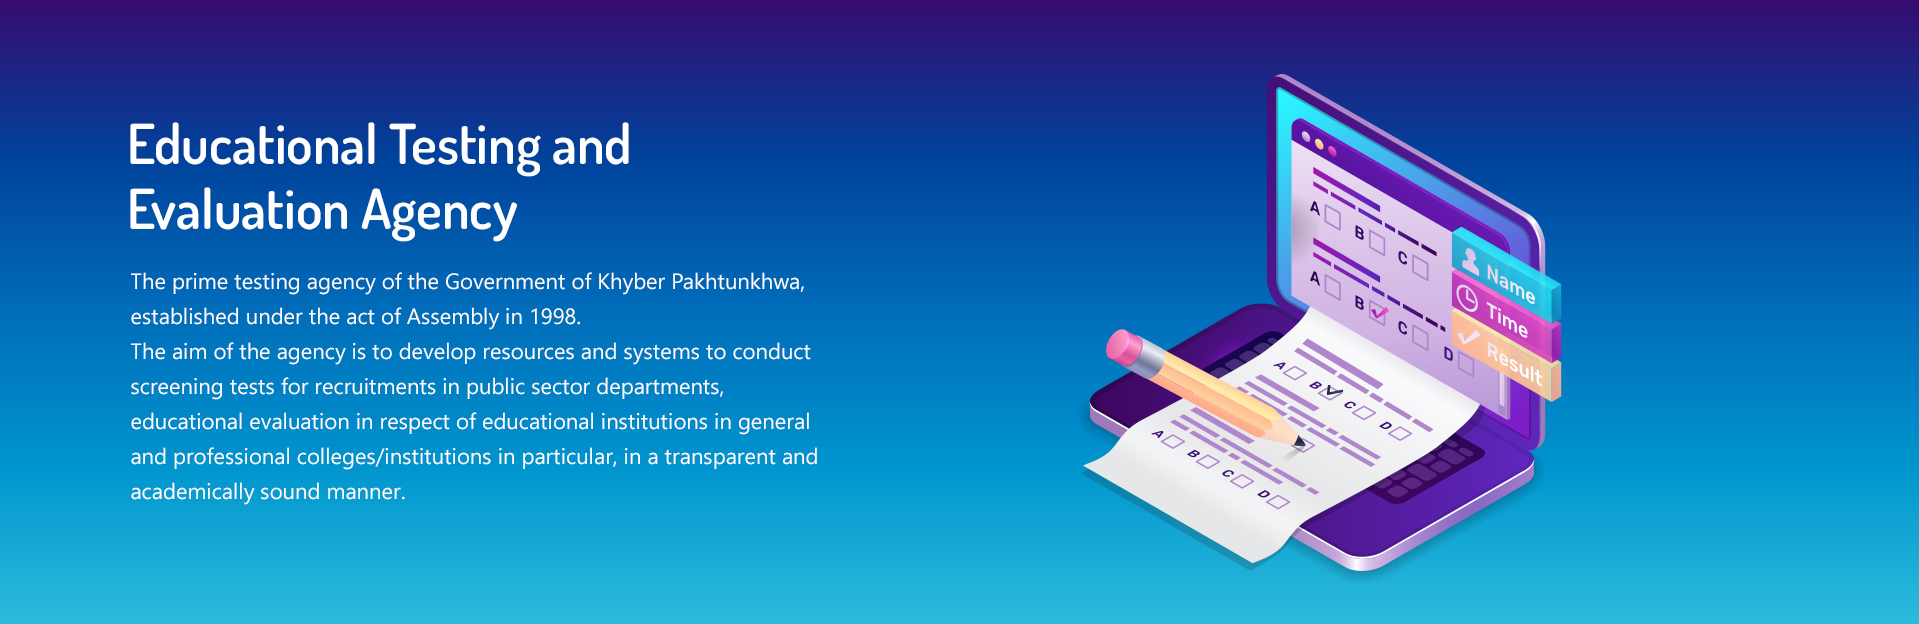 Educational Testing and
Evaluation Agency
The prime testing agency of the Government of Khyber Pakhtunkhwa,
established under the act of Assembly in 1998.
The aim of the agency is to develop resources and systems to conduct
screening tests for recruitments in public sector departments,
educational evaluation in respect of educational institutions in general
and professional colleges/institutions in particular, in a transparent and
academically sound manner.
A B C
A B C D
Name
Time
Result
A B C D
A B C D